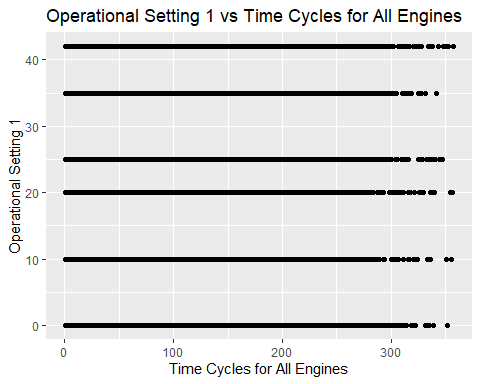 Operational Setting 1 vs Time Cycles for All Engines
Operational Setting 1
40
30
20
10
0
0 100 200 300
Time Cycles for All Engines